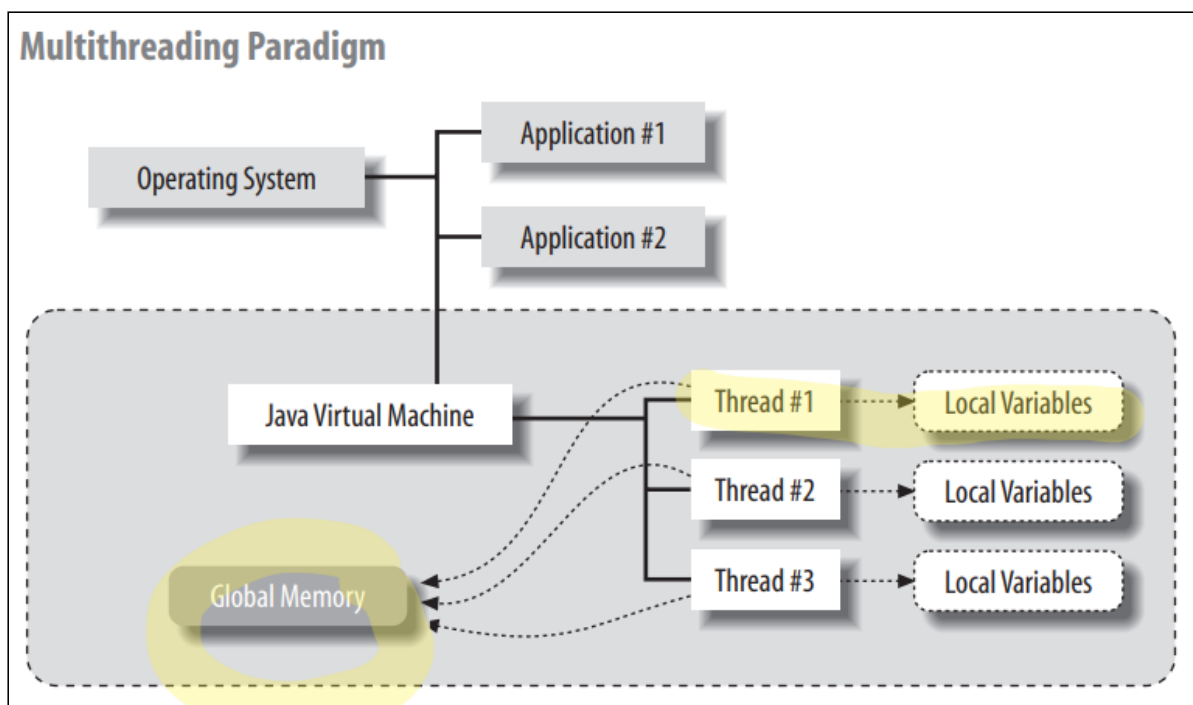 Multithreading Paradigm
Application #1
Operating System
Application #2
Java Virtual Machine
Thread #1
Local Variables
Thread #2
Local Variables
Global Memory
Thread #3
Local Variables